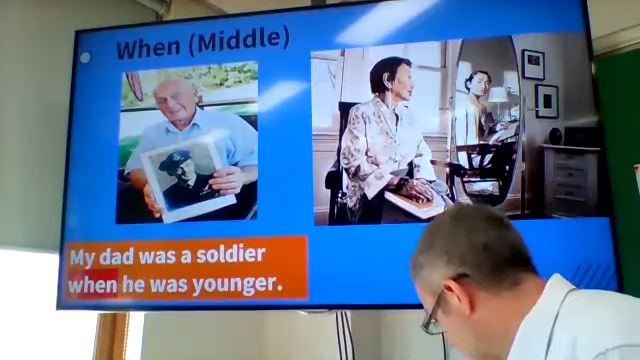 When (Middle)
My dad was a soldier
when he was younger.